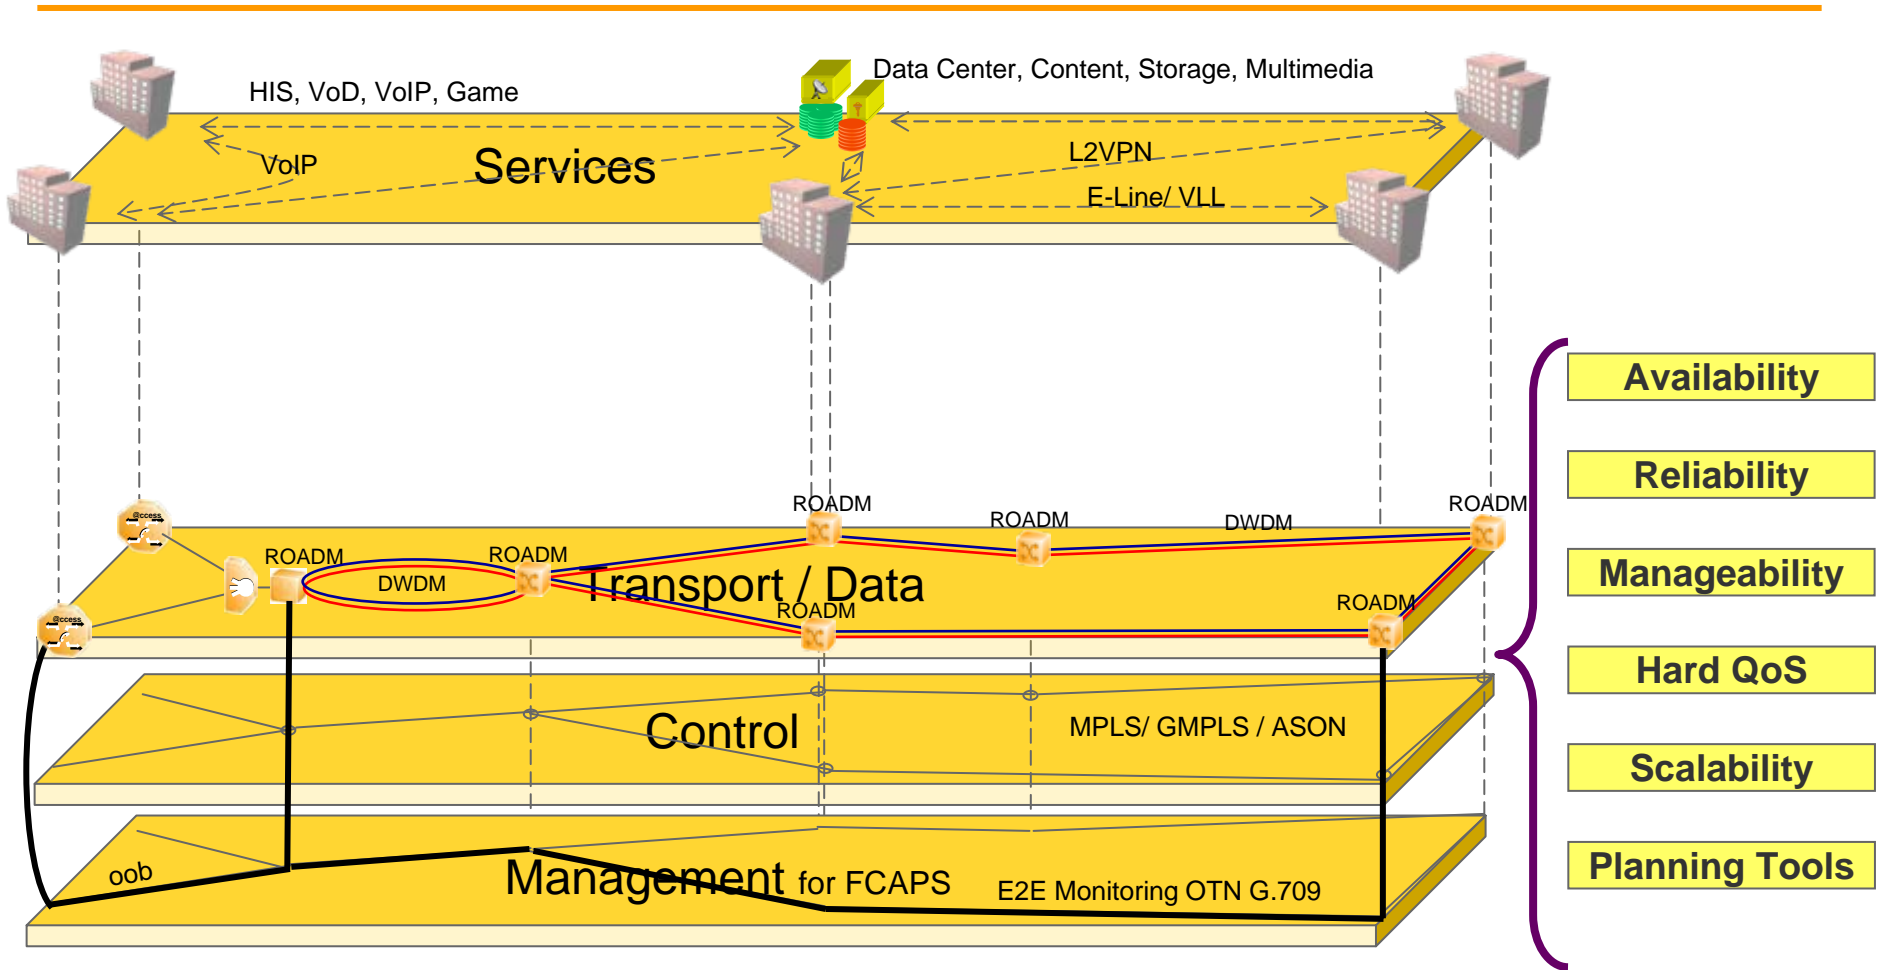 Data Center, Content, Storage, Multimedia
HIS, VoD, VoIP, Game
VoIP
Services
L2VPN
E-Line/ VLL
Availability
Reliability
Manageability
Hard QoS
Scalability
Planning Tools
@ccess
ROADM
ROADM
DWDM
ROADM
ROADM
ROADM
DWDM
Transport / Data
ROADM
ROADM
@ccess
Control
MPLS/ GMPLS / ASON
oob
Management for FCAPS
E2E Monitoring OTN G.709